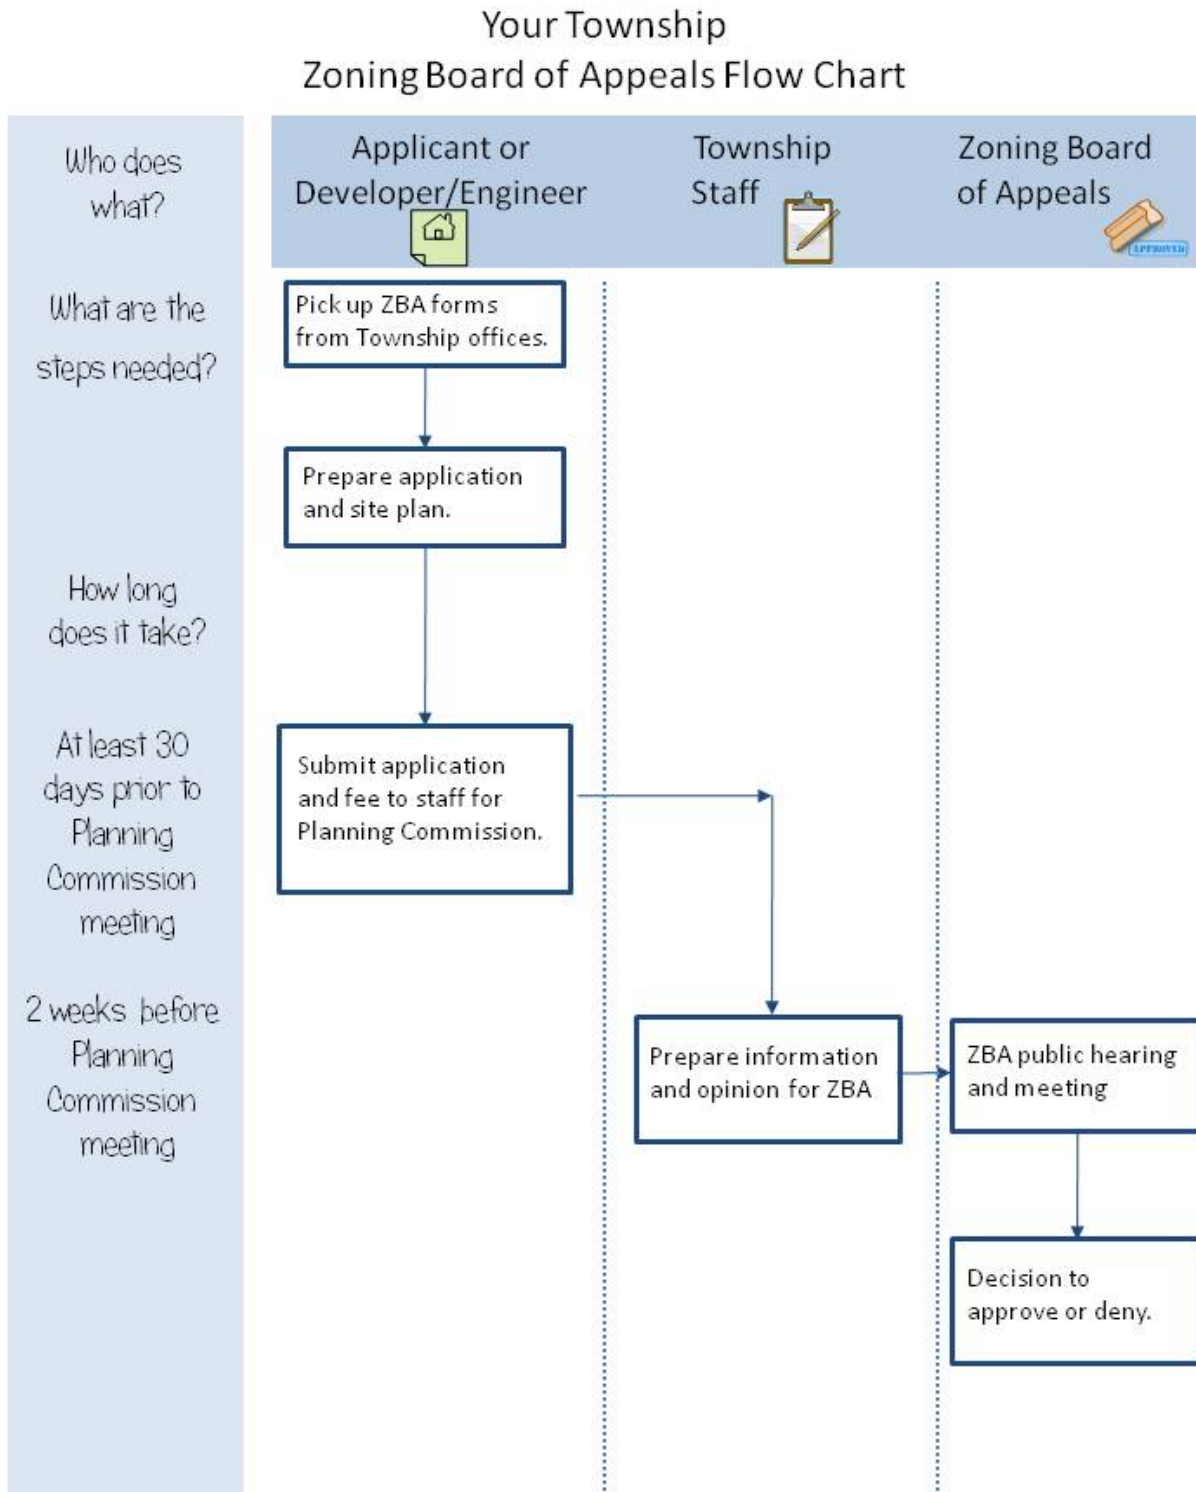 Your Township
Zoning Board of Appeals Flow Chart
Who does
what?
Applicant or
Developer/Engineer
Township
Staff
Zoning Board
of Appeals
APPROVED
What are the
steps needed?
Pick up ZBA forms
from Township offices.
Prepare application
and site plan.
How long
does it take?
At least 30
days prior to
Planning
Commission
meeting
Submit application
and fee to staff for
Planning Commission.
2 weeks before
Planning
Commission
meeting
Prepare information
and opinion for ZBA
ZBA public hearing
and meeting
Decision to
approve or deny.